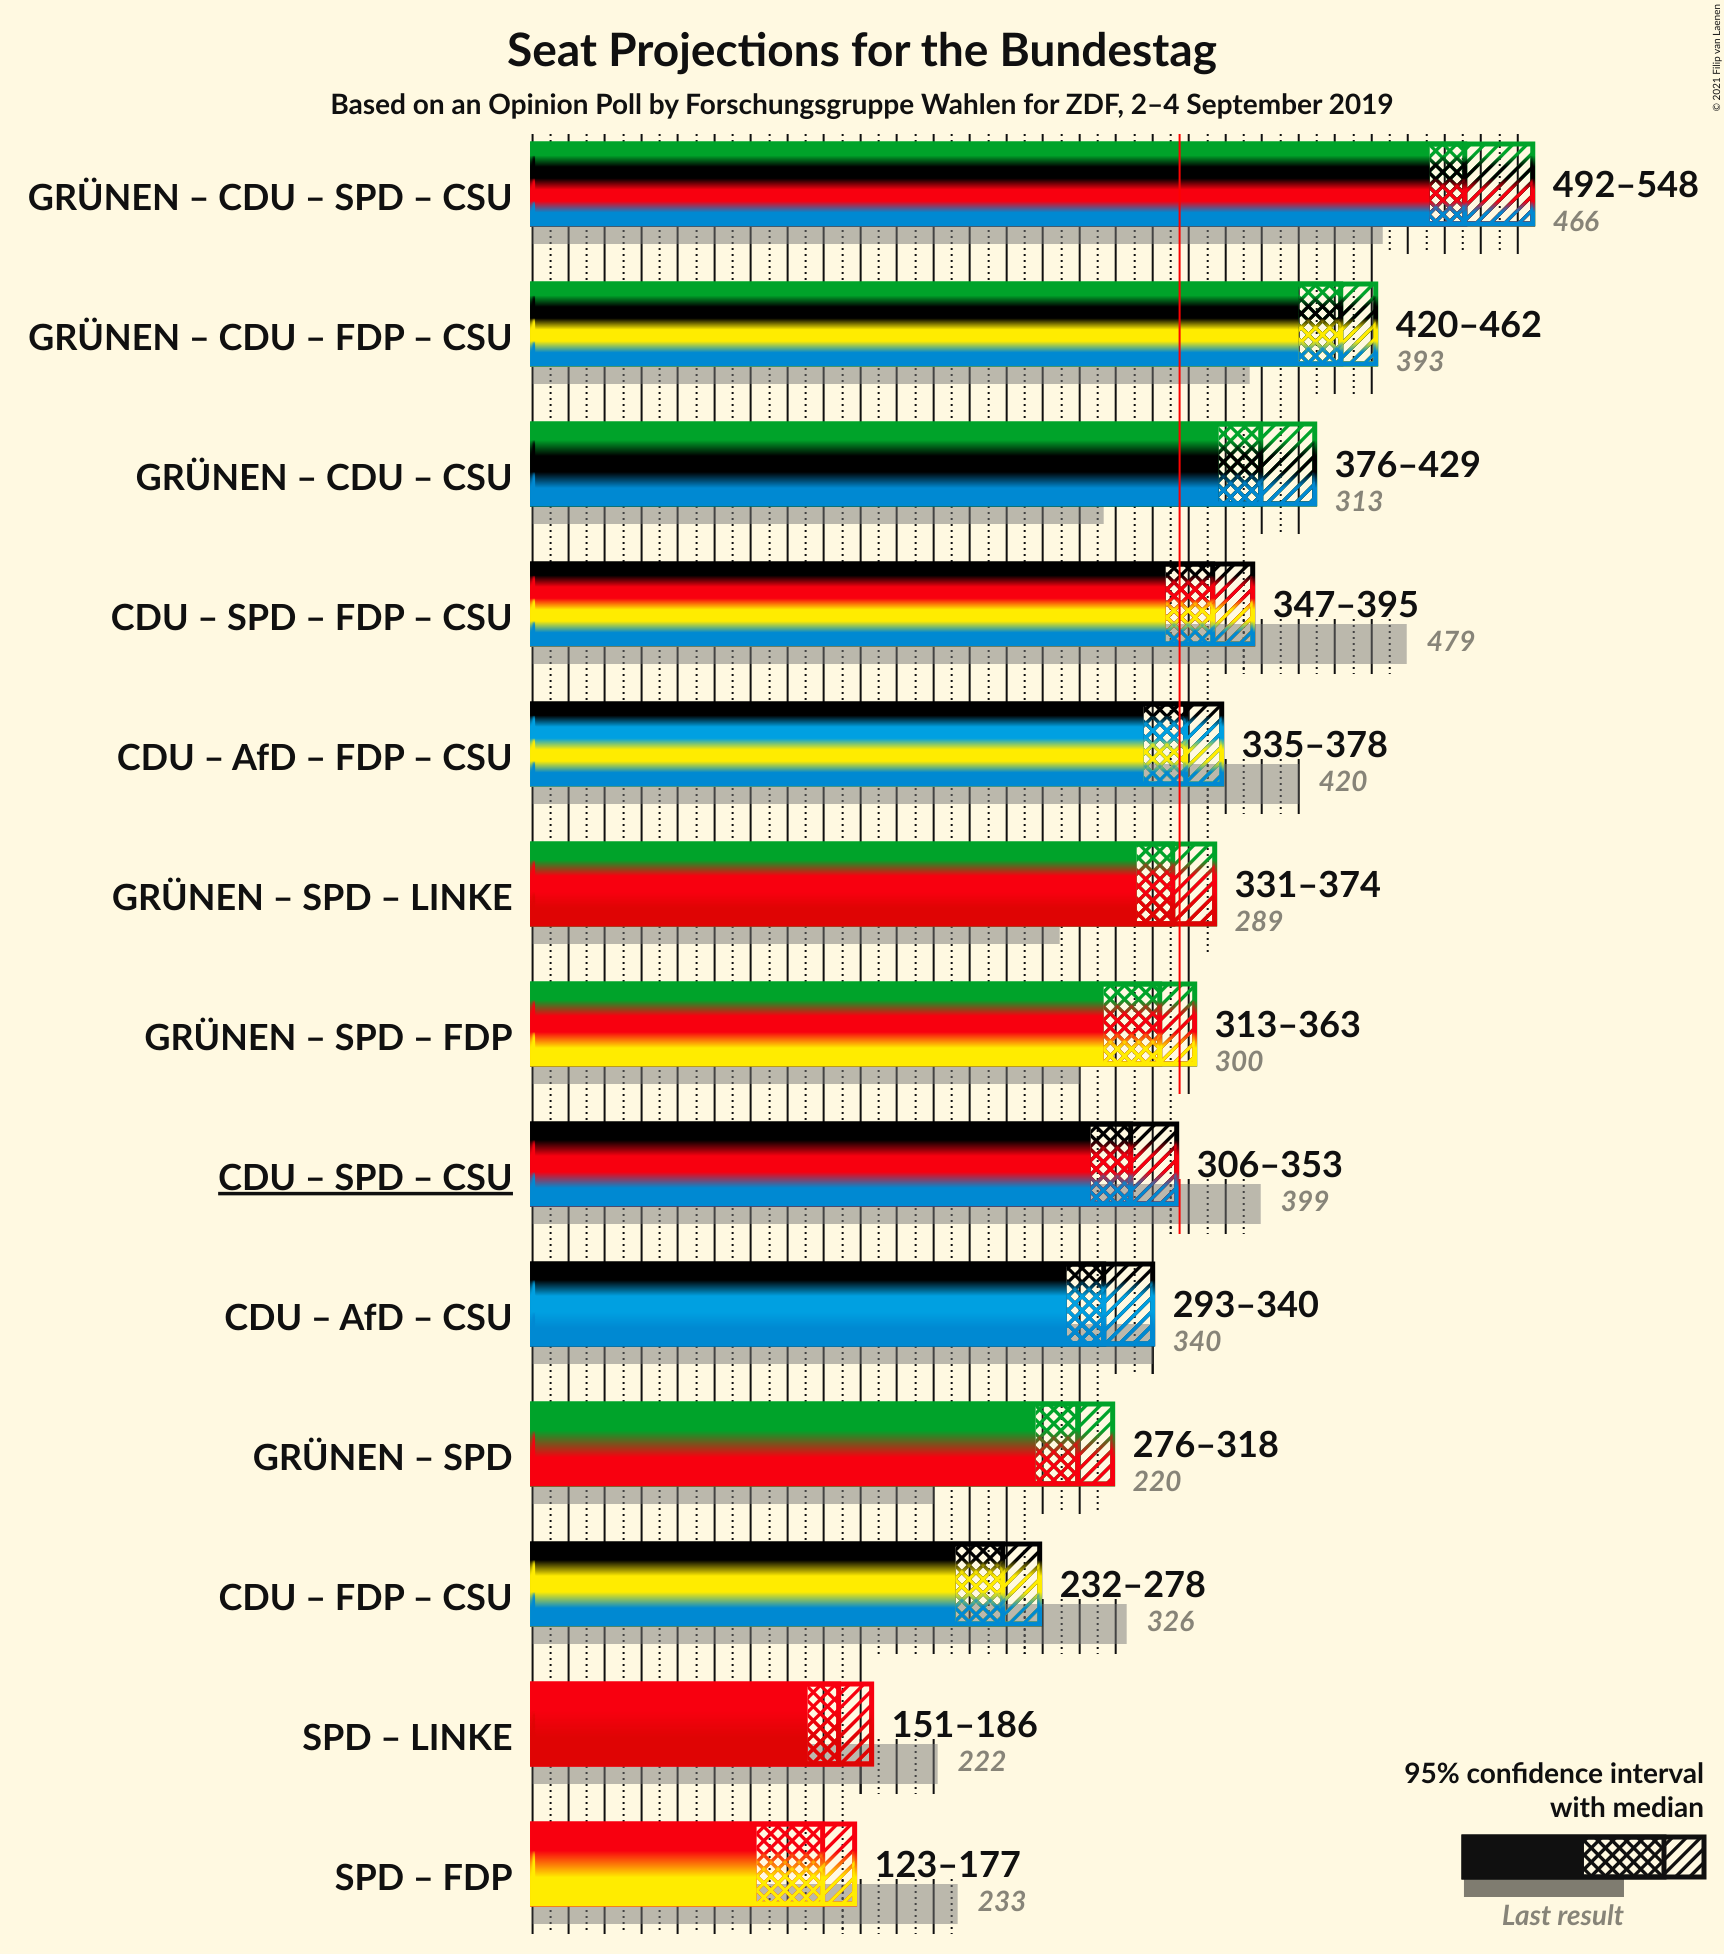 © 2021 Filip van Laenen
Seat Projections for the Bundestag
Based on an Opinion Poll by Forschungsgruppe Wahlen for ZDF, 2–4 September 2019
GRÜNEN – CDU – SPD – CSU
492–548
466
GRÜNEN – CDU – FDP – CSU
420–462
393
GRÜNEN – CDU – CSU
376–429
313
CDU – SPD – FDP – CSU
347–395
479
CDU – AfD – FDP – CSU
335–378
420
GRÜNEN – SPD – LINKE
331–374
289
GRÜNEN – SPD – FDP
313–363
300
CDU – SPD – CSU
306–353
399
CDU – AfD – CSU
293–340
340
GRÜNEN – SPD
276–318
220
CDU – FDP – CSU
232–278
326
SPD – LINKE
151–186
222
SPD – FDP
123–177
233
95% confidence interval
with median
Last result